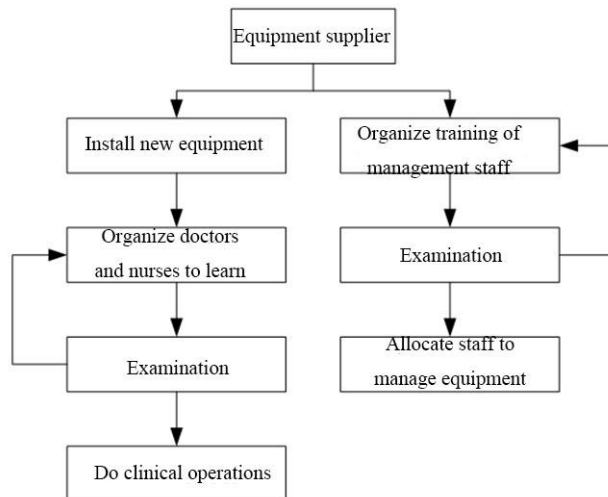 Equipment supplier
Install new equipment
Organize training of
management staff
Organize doctors
and nurses to learn
Examination
Examination
Allocate staff to
manage equipment
Do clinical operations